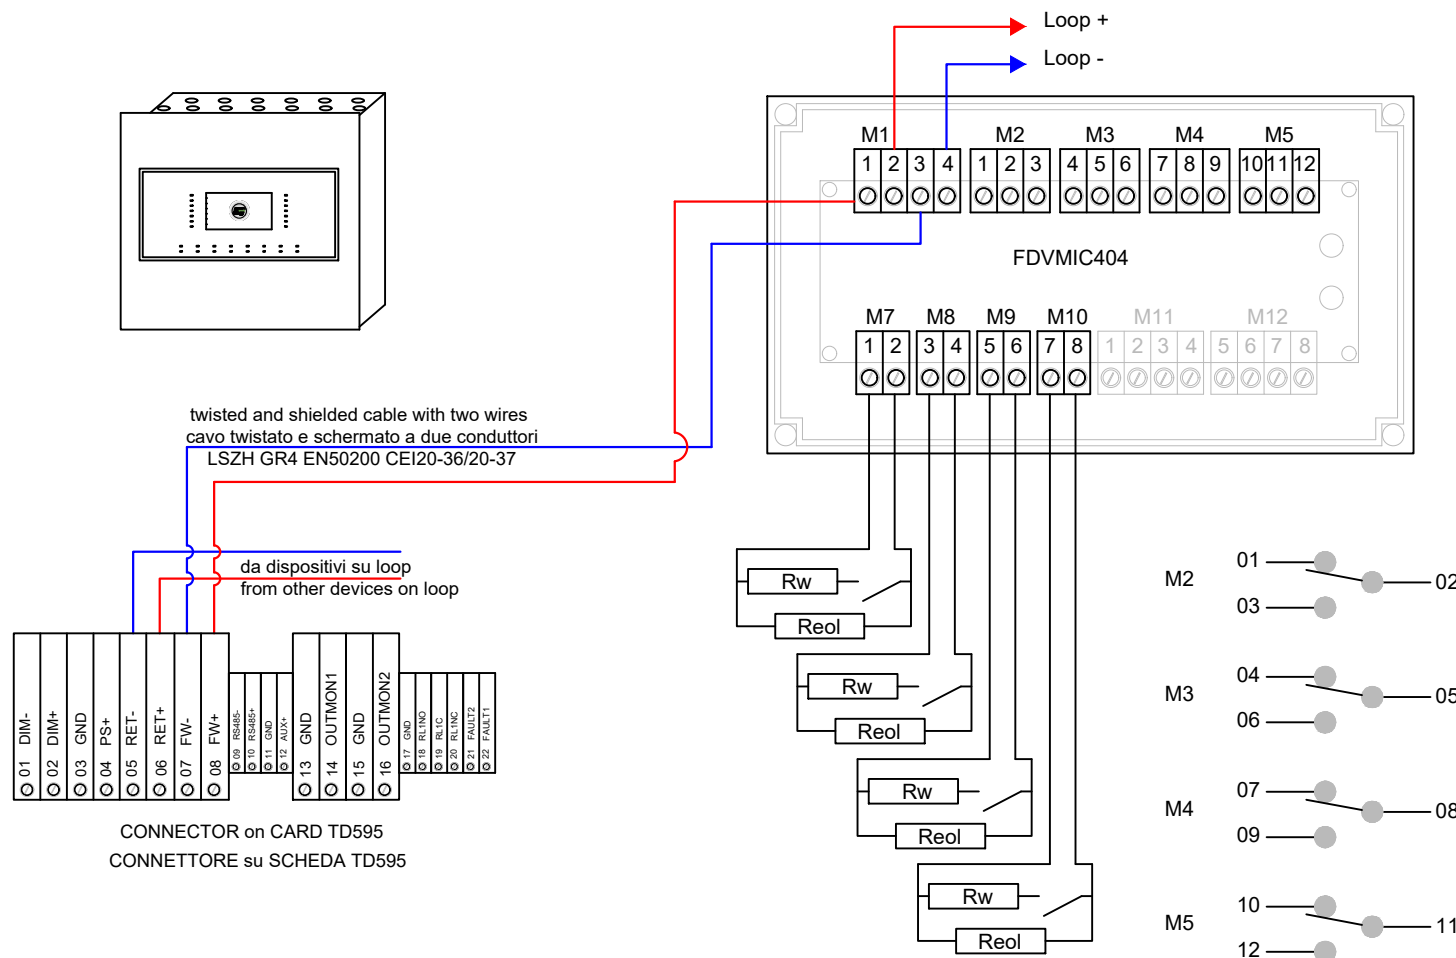 Loop +
Loop -
M1 M2 M3 M4 M5
1 2 3 4 1 2 3 4 5 6 7 8 9 10 11 12
FDVMIC404
M7 M8 M9 M10 M11 M12
1 2 3 4 5 6 7 8 1 2 3 4 5 6 7 8
twisted and shielded cable with two wires
cavo twistato e schermato a due conduttori
LSZH GR4 EN50200 CEI20-36/20-37
da dispositivi su loop
from other devices on loop
01 DIM-
02 DIM+
03 GND
04 PS+
05 RET-
06 RET+
07 FW-
08 FW+
09 RS485-
10 RS485+
11 GND
12 AUX+
13 GND
14 OUTMON1
15 GND
16 OUTMON2
17 GND
18 RL1NO
19 RL1C
20 RL1NC
21 FAULT2
22 FAULT1
CONNECTOR on CARD TD595
CONNETTORE su SCHEDA TD595
Rw
Reol
Rw
Reol
Rw
Reol
Rw
Reol
M2 01 02 03
M3 04 05 06
M4 07 08 09
M5 10 11 12